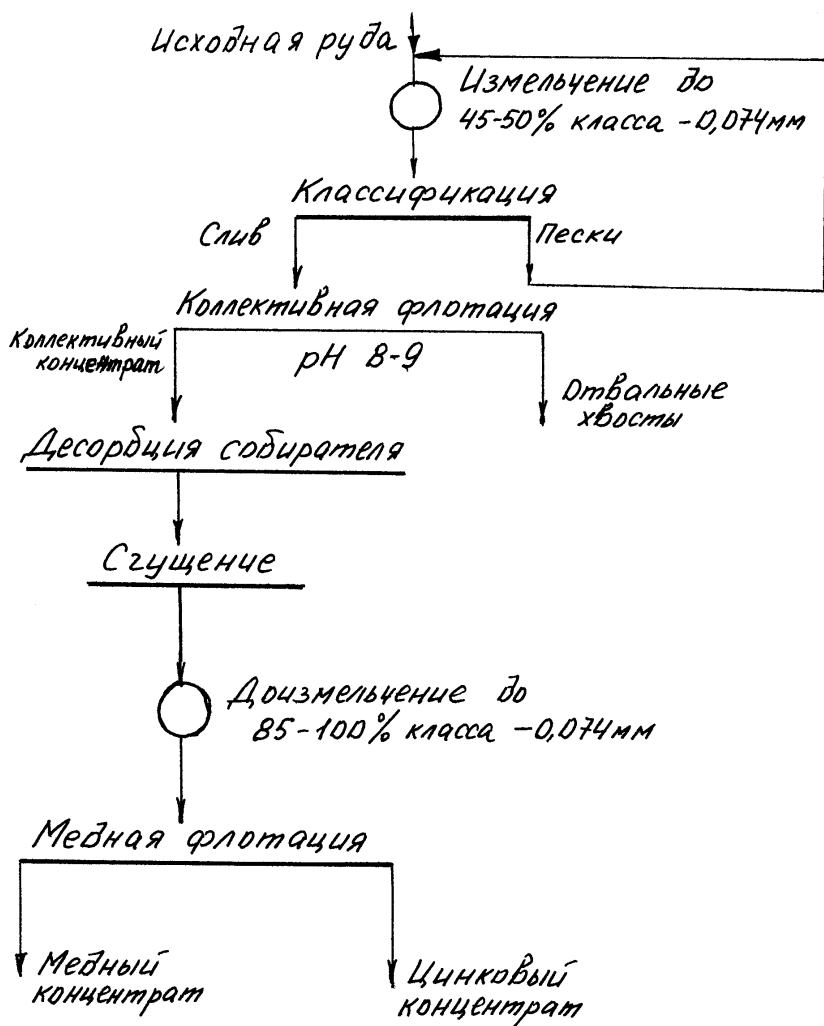 Исходная руда
Измельчение до
45-50% класса -0,074мм
Классификация
Слив
Пески
Коллективная флотация
Коллективный
концентрат
pH 8-9
Отвальные
хвосты
Десорбция собирателя
Сгущение
Доизмельчение до
85-100% класса -0,074мм
Медная флотация
Медный
концентрат
Цинковый
концентрат